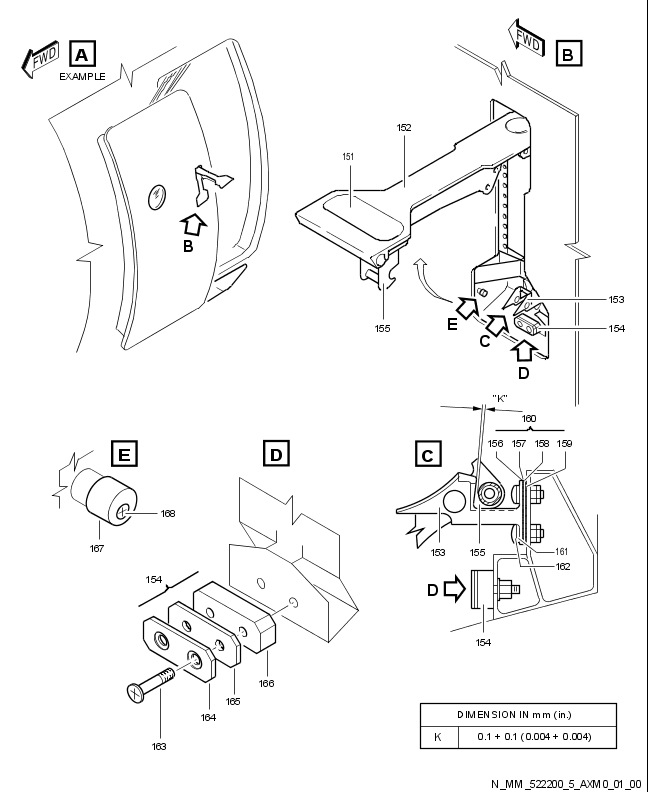 FWD
A
EXAMPLE
B
FWD
B
152
151
155
153
154
E
C
D
"K"
160
156 157 158 159
E
D
C
168
167
153 155 161
162
D
154
154
166
165
164
163
DIMENSION IN mm (in.)
K 0.1 + 0.1 (0.004 + 0.004)
N_MM_522200_5_AXM0_01_00